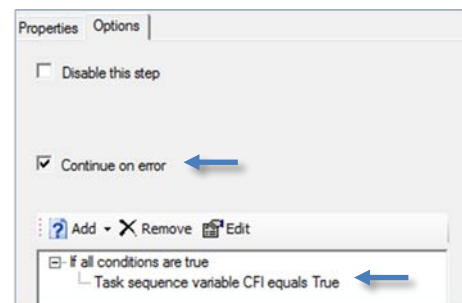 Properties Options
Disable this step
Continue on error
Add Remove Edit
If all conditions are true
Task sequence variable CFI equals True